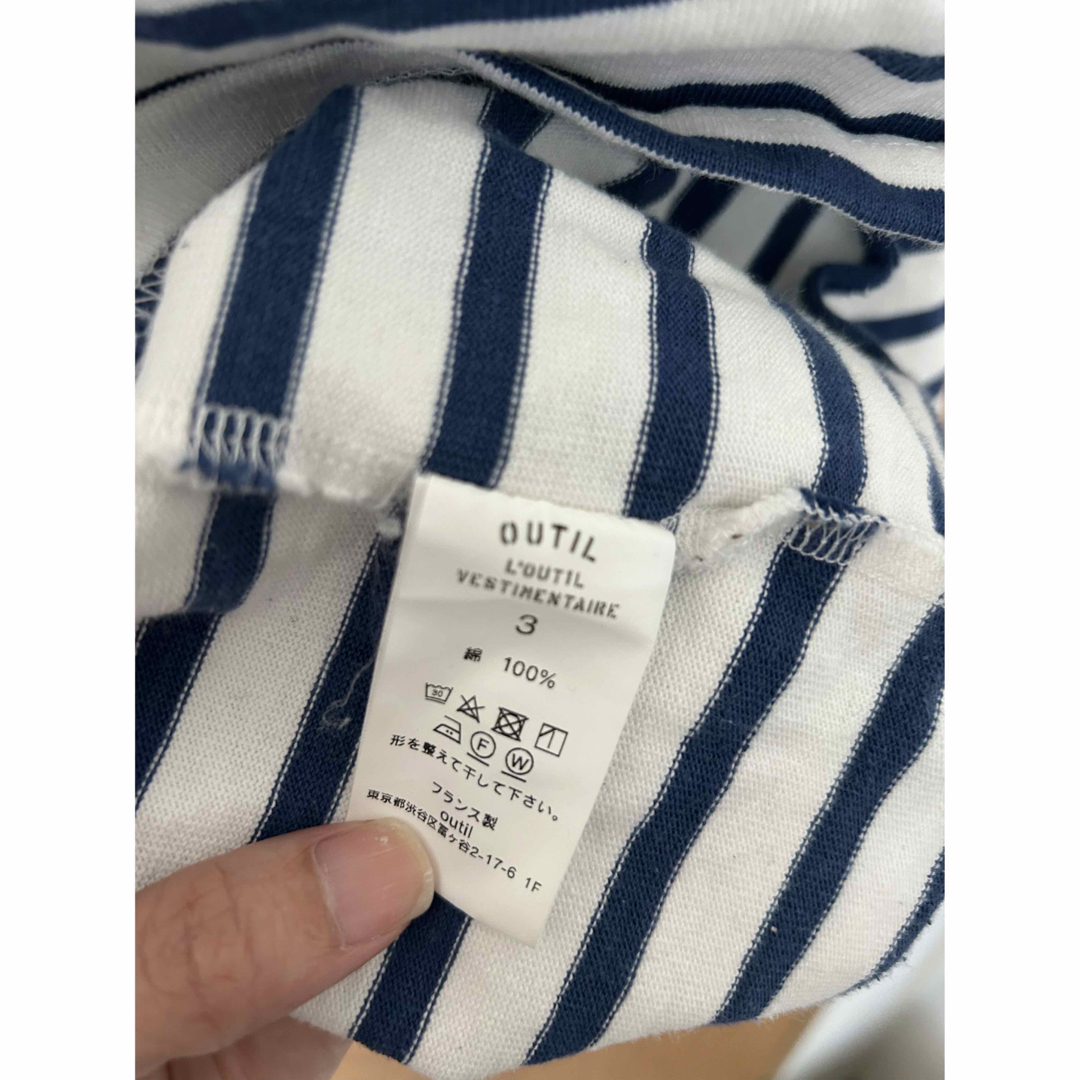 OUTIL
L'OUTIL
VESTIMENTAIRE
3
綿 100%
30
F W
形を整えて干して下さい。
フランス製
outil
東京都渋谷区富ヶ谷2-17-6 1F